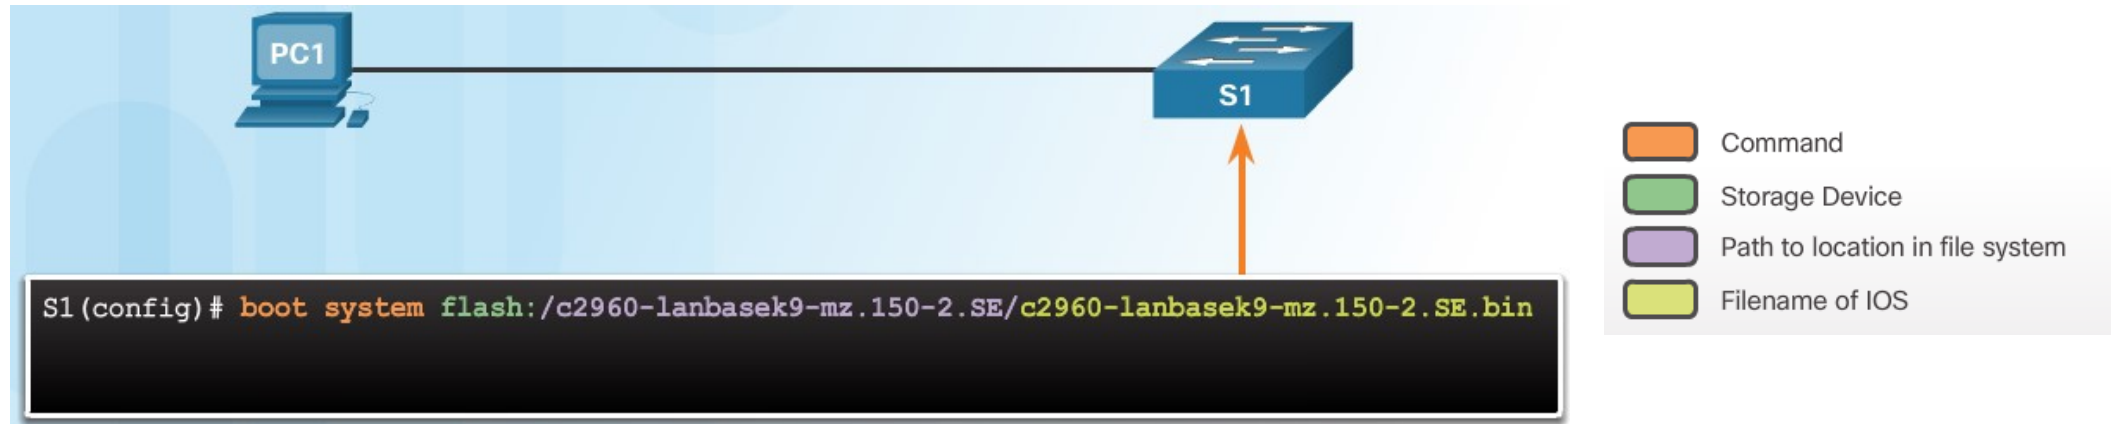 PC1
S1
S1(config)# boot system flash:/c2960-lanbasek9-mz.150-2.SE/c2960-lanbasek9-mz.150-2.SE.bin
Command
Storage Device
Path to location in file system
Filename of IOS